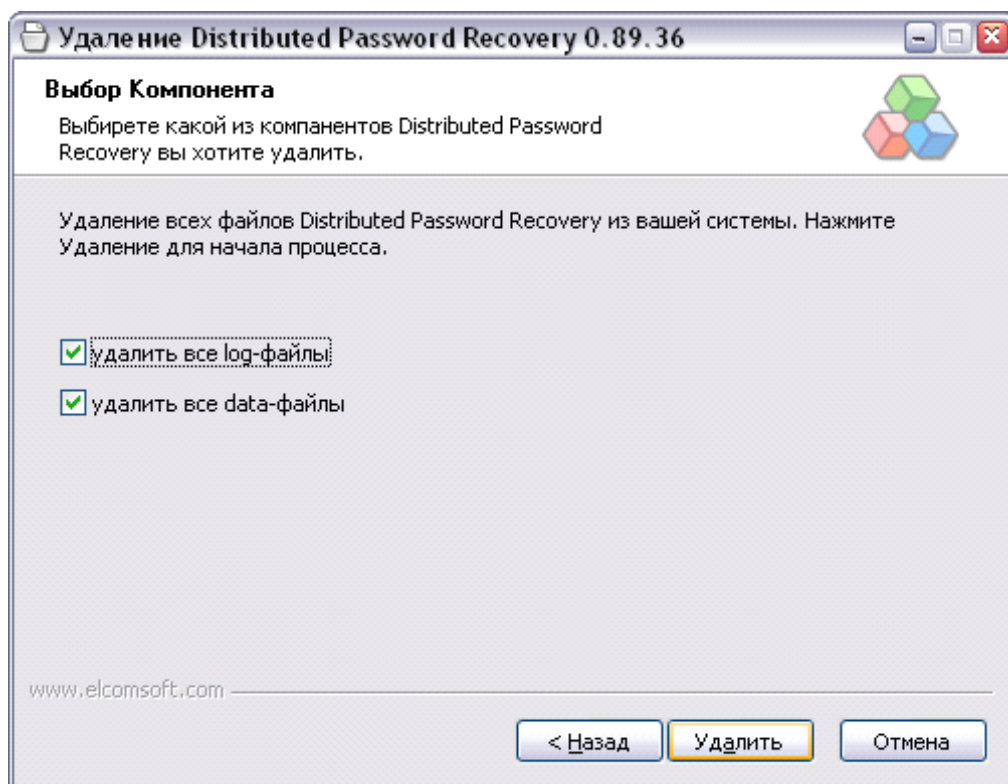 Удаление Distributed Password Recovery 0.89.36
Выбор Компонента
Выбирете какой из компанентов Distributed Password
Recovery вы хотите удалить.
Удаление всех файлов Distributed Password Recovery из вашей системы. Нажмите
Удаление для начала процесса.
удалить все log-файлы
удалить все data-файлы
www.elcomsoft.com
< Назад
Удалить
Отмена